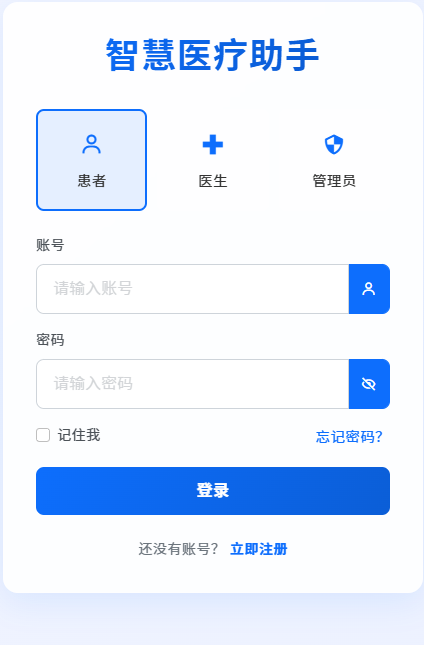 智慧医疗助手
患者 医生 管理员
账号
请输入账号
密码
请输入密码
记住我 忘记密码？
登录
还没有账号？ 立即注册